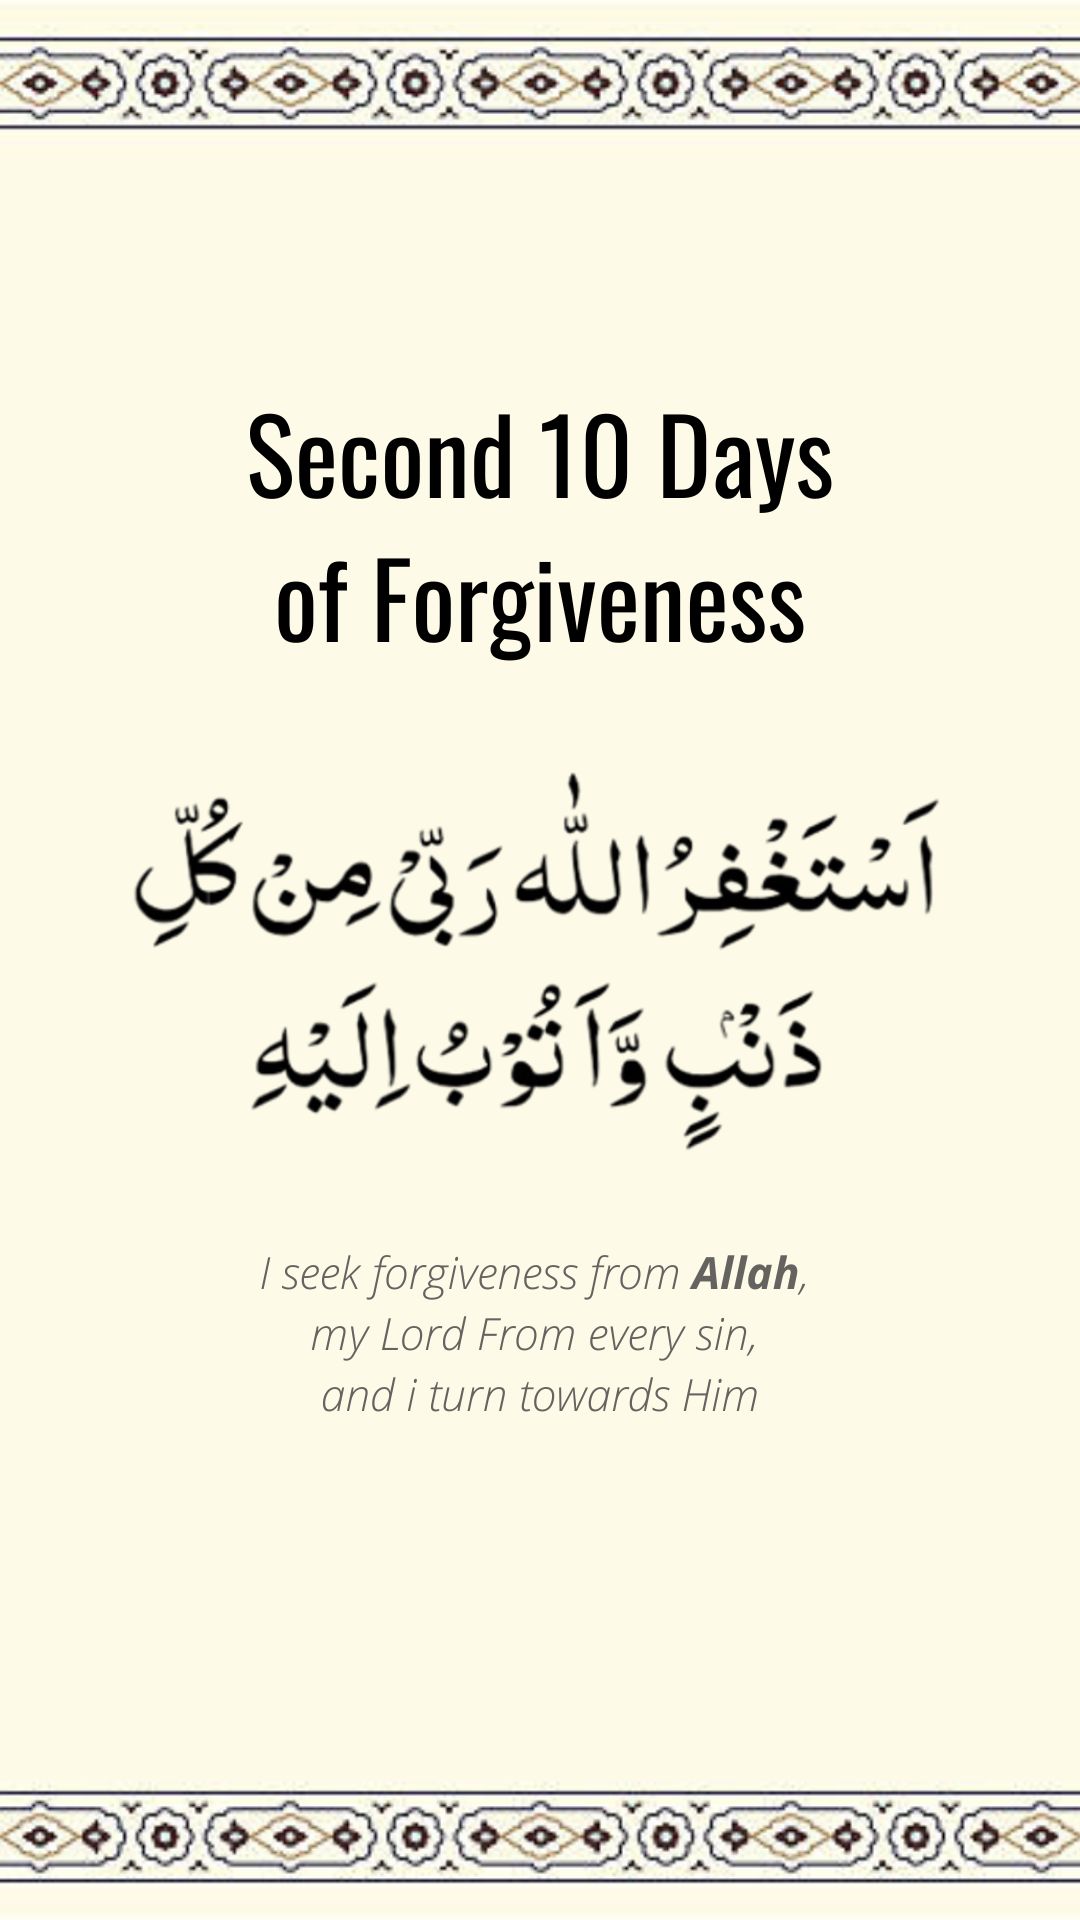 Second 10 Days
of Forgiveness
اَسْتَغْفِرُ اللّٰه رَبِّىْ مِنْ كُلِّ
ذَنْۢبٍ وَّاَ تُوْبُ اِلَيْهِ
I seek forgiveness from Allah,
my Lord From every sin,
and i turn towards Him